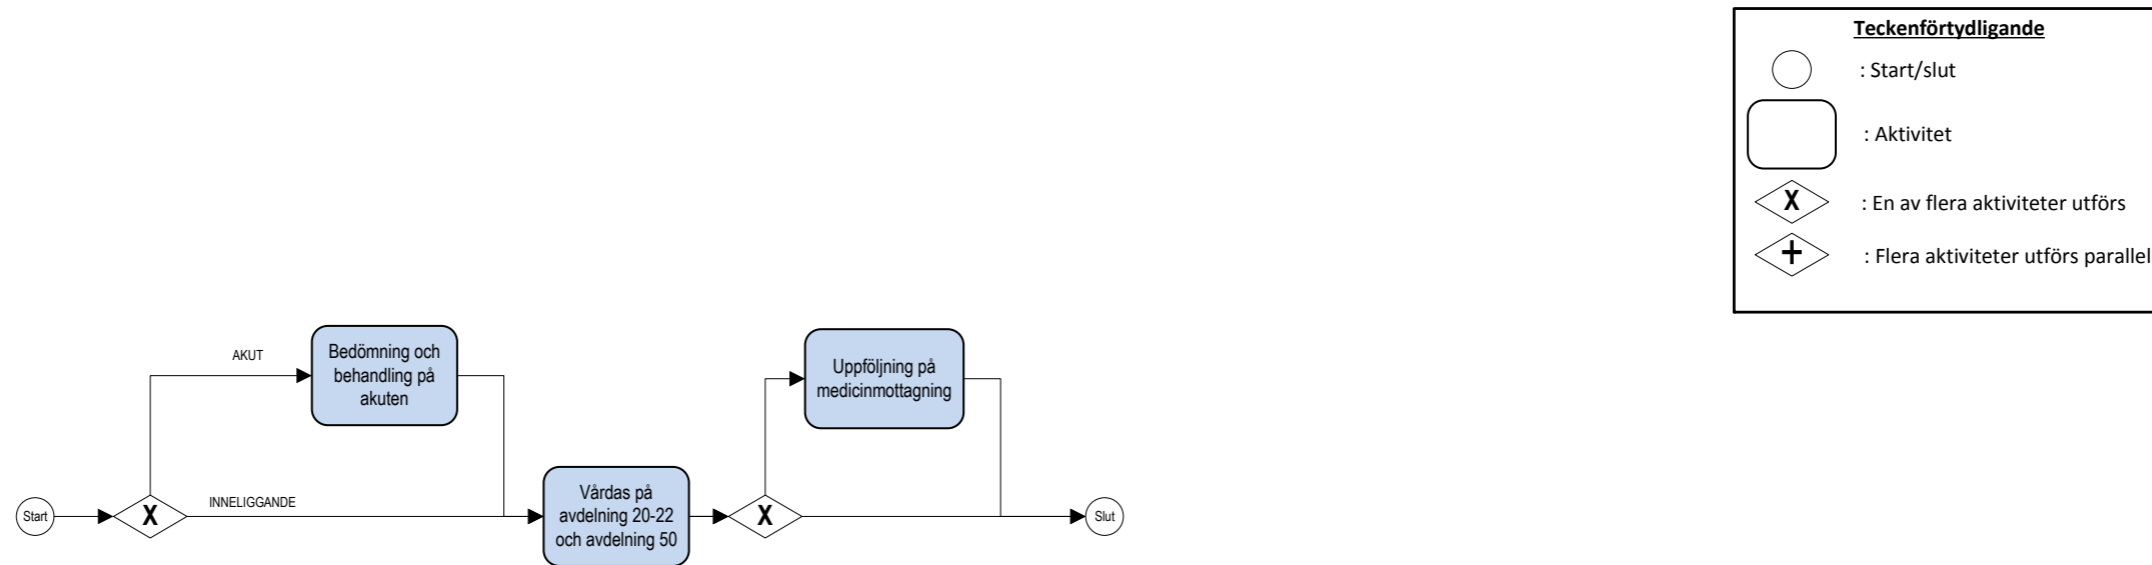 Teckenförtydligande
: Start/slut
: Aktivitet
X : En av flera aktiviteter utförs
+ : Flera aktiviteter utförs parallel
AKUT
Bedömning och
behandling på
akuten
Uppföljning på
medicinmottagning
Start
X
INNELIGGANDE
Vårdas på
avdelning 20-22
och avdelning 50
X
Slut